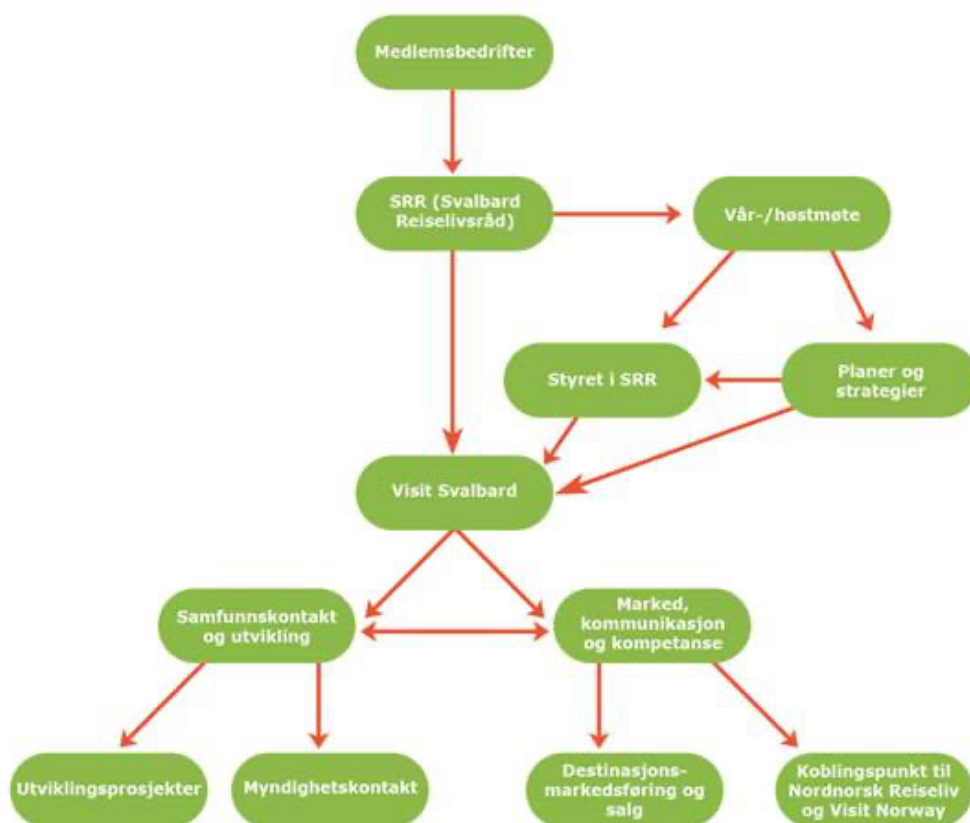 Medlemsbedrifter
SRR (Svalbard
Reiselivsråd)
Vår-/høstmøte
Styret i SRR
Planer og
strategier
Visit Svalbard
Samfunnskontakt
og utvikling
Marked,
kommunikasjon
og kompetanse
Utviklingsprosjekter
Myndighetskontakt
Destinasjons-
markedsføring og
salg
Koblingspunkt til
Nordnorsk Reiseliv
og Visit Norway